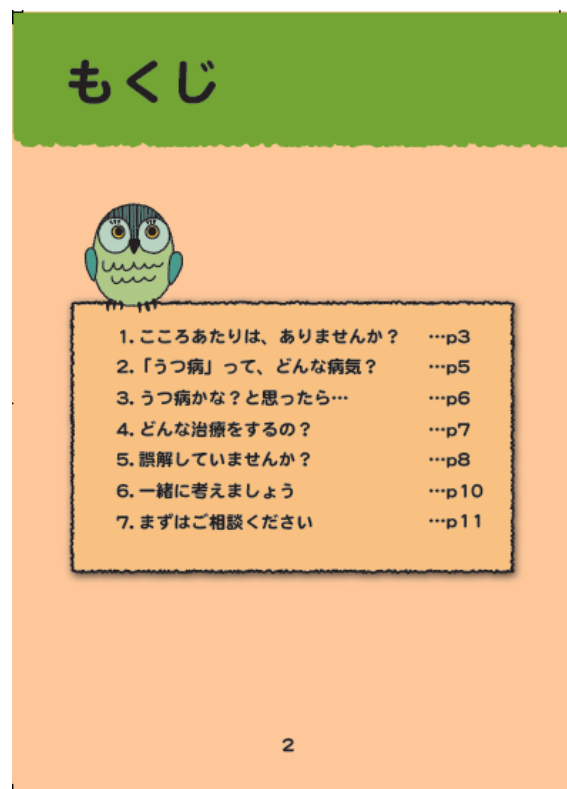 もくじ
1. こころあたりは、ありませんか？ …p3
2.「うつ病」って、どんな病気？ …p5
3. うつ病かな？と思ったら… …p6
4. どんな治療をするの？ …p7
5. 誤解していませんか？ …p8
6. 一緒に考えましょう …p10
7. まずはご相談ください …p11
2